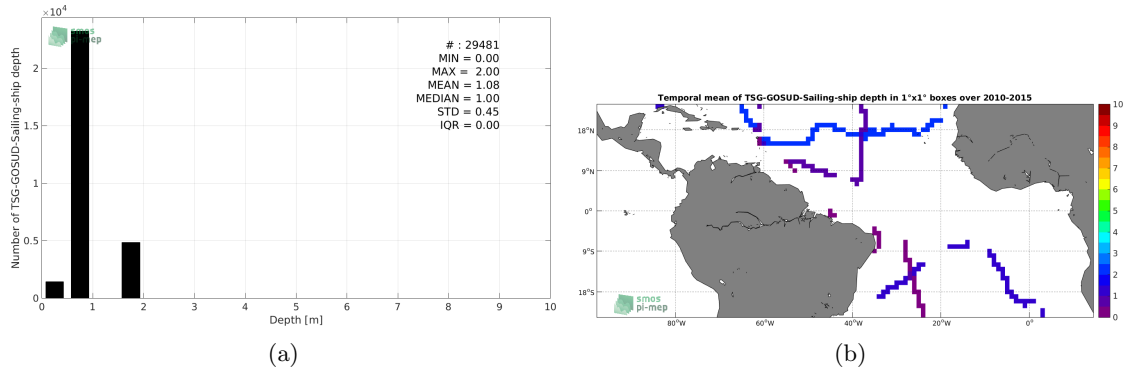 ×10⁴
smos
pi-mep
# : 29481
MIN = 0.00
MAX = 2.00
MEAN = 1.08
MEDIAN = 1.00
STD = 0.45
IQR = 0.00
Number of TSG-GOSUD-Sailing-ship depth
2
1.5
1
0.5
0
0 1 2 3 4 5 6 7 8 9 10
Depth [m]
(a)
Temporal mean of TSG-GOSUD-Sailing-ship depth in 1°x1° boxes over 2010-2015
18°N
9°N
0°
9°S
18°S
80°W 60°W 40°W 20°W 0°
smos
pi-mep
10
9
8
7
6
5
4
3
2
1
0
(b)